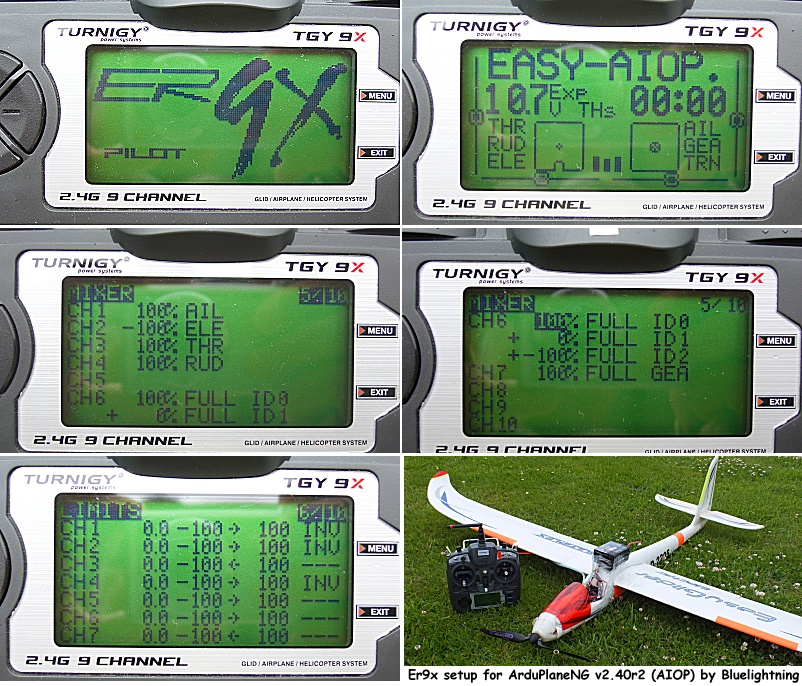 TURNIGY
power systems
TGY 9X
ER9X
PILOT
MENU
EXIT
2.4G 9 CHANNEL
GLID / AIRPLANE / HELICOPTER SYSTEM
TURNIGY
power systems
TGY 9X
EASY-AIOP.
10.7V Exp THs 00:00
THR AIL
RUD GEA
ELE TRN
MENU
EXIT
2.4G 9 CHANNEL
GLID / AIRPLANE / HELICOPTER SYSTEM
TURNIGY
power systems
TGY 9X
MIXER 5/10
CH1 100% AIL
CH2 -100% ELE
CH3 100% THR
CH4 100% RUD
CH5
CH6 100% FULL ID0
+ 0% FULL ID1
MENU
EXIT
2.4G 9 CHANNEL
GLID / AIRPLANE / HELICOPTER SYSTEM
TURNIGY
power systems
TGY 9X
MIXER 5/10
CH6 100% FULL ID0
+ 0% FULL ID1
+-100% FULL ID2
CH7 100% FULL GEA
CH8
CH9
CH10
MENU
EXIT
2.4G 9 CHANNEL
GLID / AIRPLANE / HELICOPTER SYSTEM
TURNIGY
power systems
TGY 9X
LIMITS 6/10
CH1 0.0 -100 → 100 INV
CH2 0.0 -100 → 100 INV
CH3 0.0 -100 ← 100 ---
CH4 0.0 -100 → 100 INV
CH5 0.0 -100 → 100 ---
CH6 0.0 -100 ← 100 ---
CH7 0.0 -100 ← 100 ---
MENU
EXIT
2.4G 9 CHANNEL
GLID / AIRPLANE / HELICOPTER SYSTEM
EasyGlider
Er9x setup for ArduPlaneNG v2.40r2 (AIOP) by Bluelightning